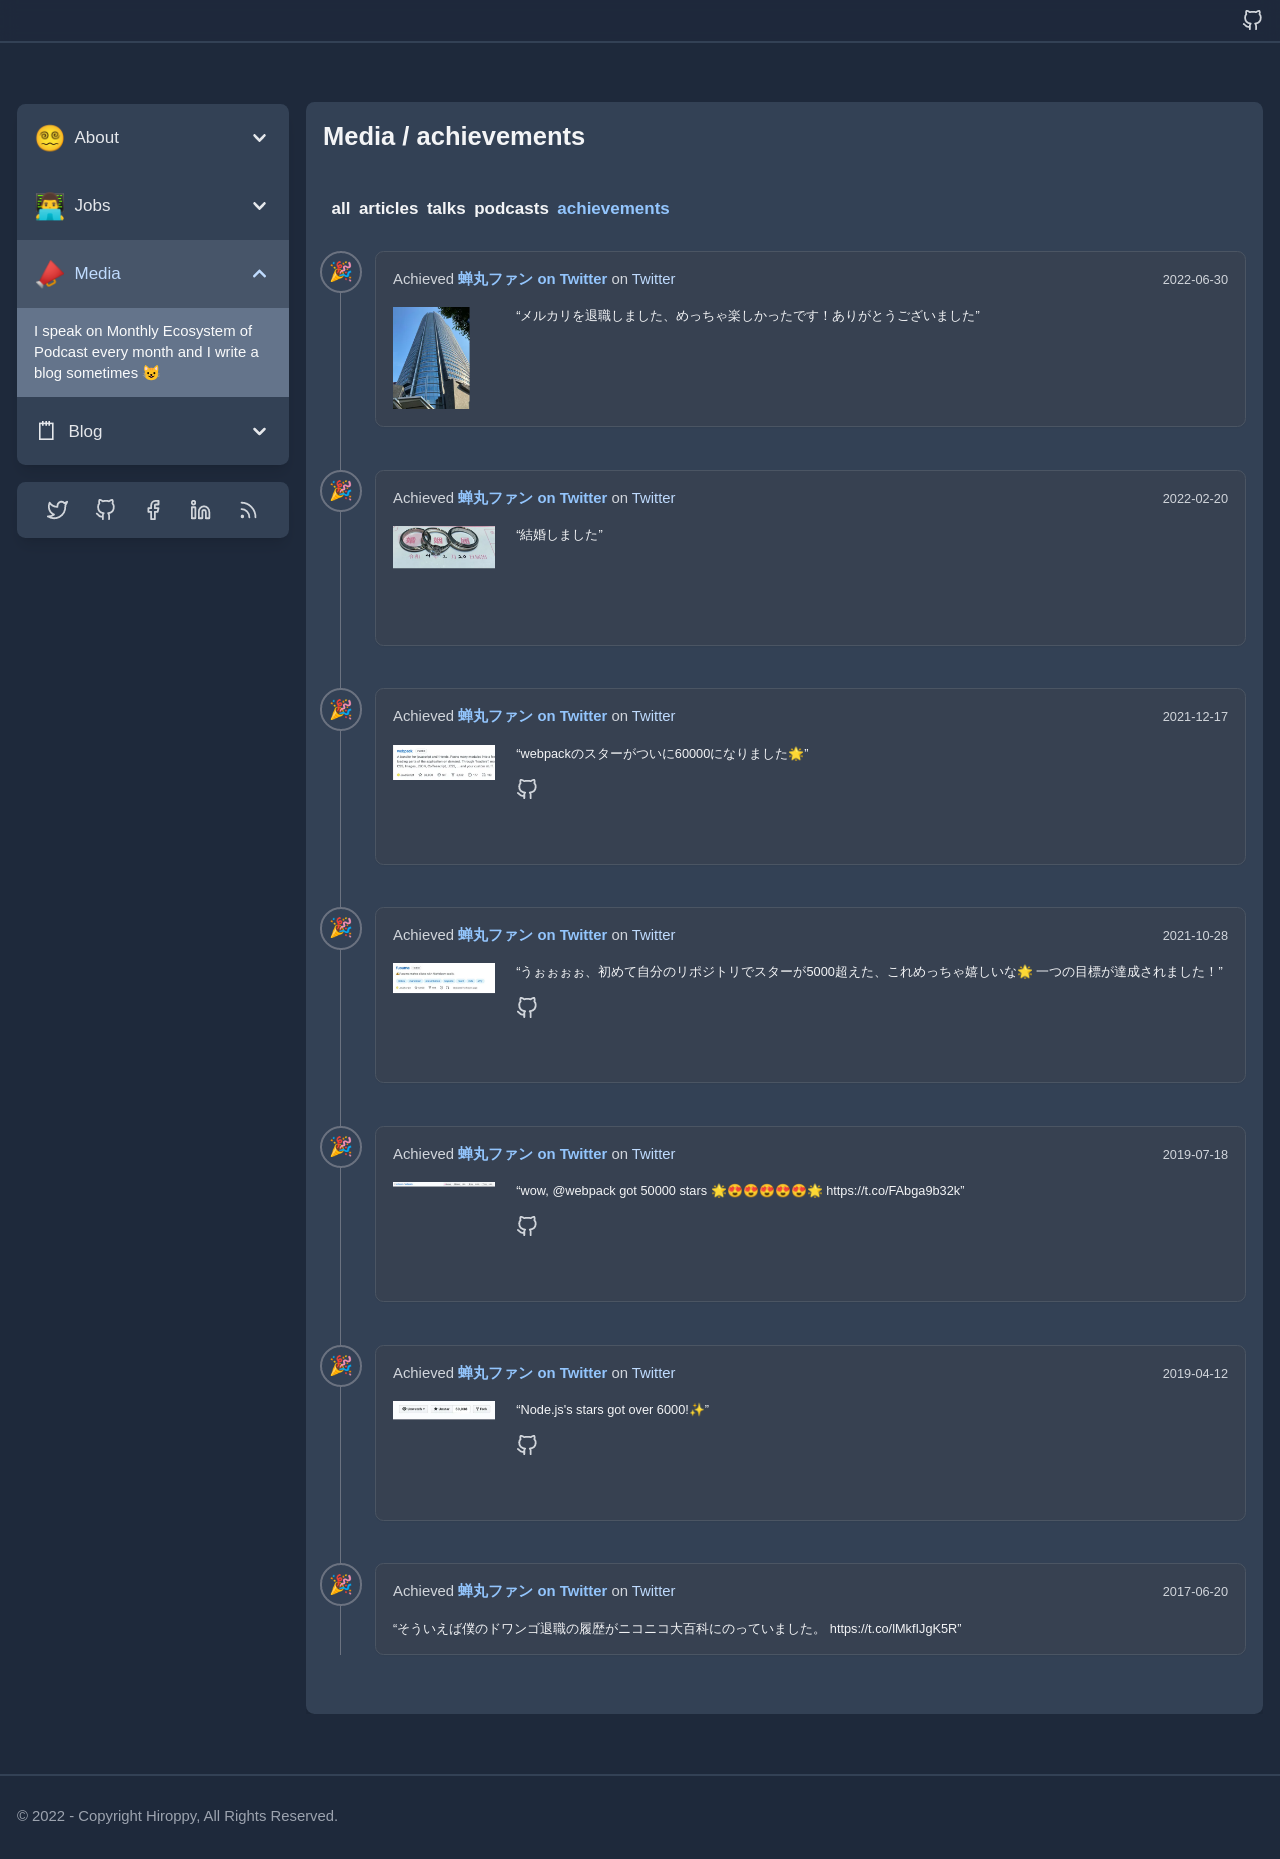 About
Jobs
Media
I speak on Monthly Ecosystem of
Podcast every month and I write a
blog sometimes 😺
Blog
Media / achievements
all articles talks podcasts achievements
Achieved 蝉丸ファン on Twitter on Twitter
2022-06-30
“メルカリを退職しました、めっちゃ楽しかったです！ありがとうございました”
Achieved 蝉丸ファン on Twitter on Twitter
2022-02-20
“結婚しました”
Achieved 蝉丸ファン on Twitter on Twitter
2021-12-17
“webpackのスターがついに60000になりました🌟”
Achieved 蝉丸ファン on Twitter on Twitter
2021-10-28
“うぉぉぉぉ、初めて自分のリポジトリでスターが5000超えた、これめっちゃ嬉しいな🌟 一つの目標が達成されました！”
Achieved 蝉丸ファン on Twitter on Twitter
2019-07-18
“wow, @webpack got 50000 stars 🌟😍😍😍😍😍🌟 https://t.co/FAbga9b32k”
Achieved 蝉丸ファン on Twitter on Twitter
2019-04-12
“Node.js's stars got over 6000!✨”
Achieved 蝉丸ファン on Twitter on Twitter
2017-06-20
“そういえば僕のドワンゴ退職の履歴がニコニコ大百科にのっていました。 https://t.co/lMkfIJgK5R”
© 2022 - Copyright Hiroppy, All Rights Reserved.